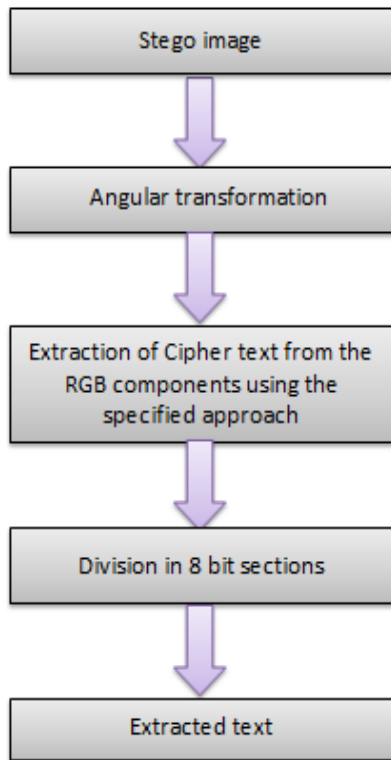 Stego image
Angular transformation
Extraction of Cipher text from the
RGB components using the
specified approach
Division in 8 bit sections
Extracted text